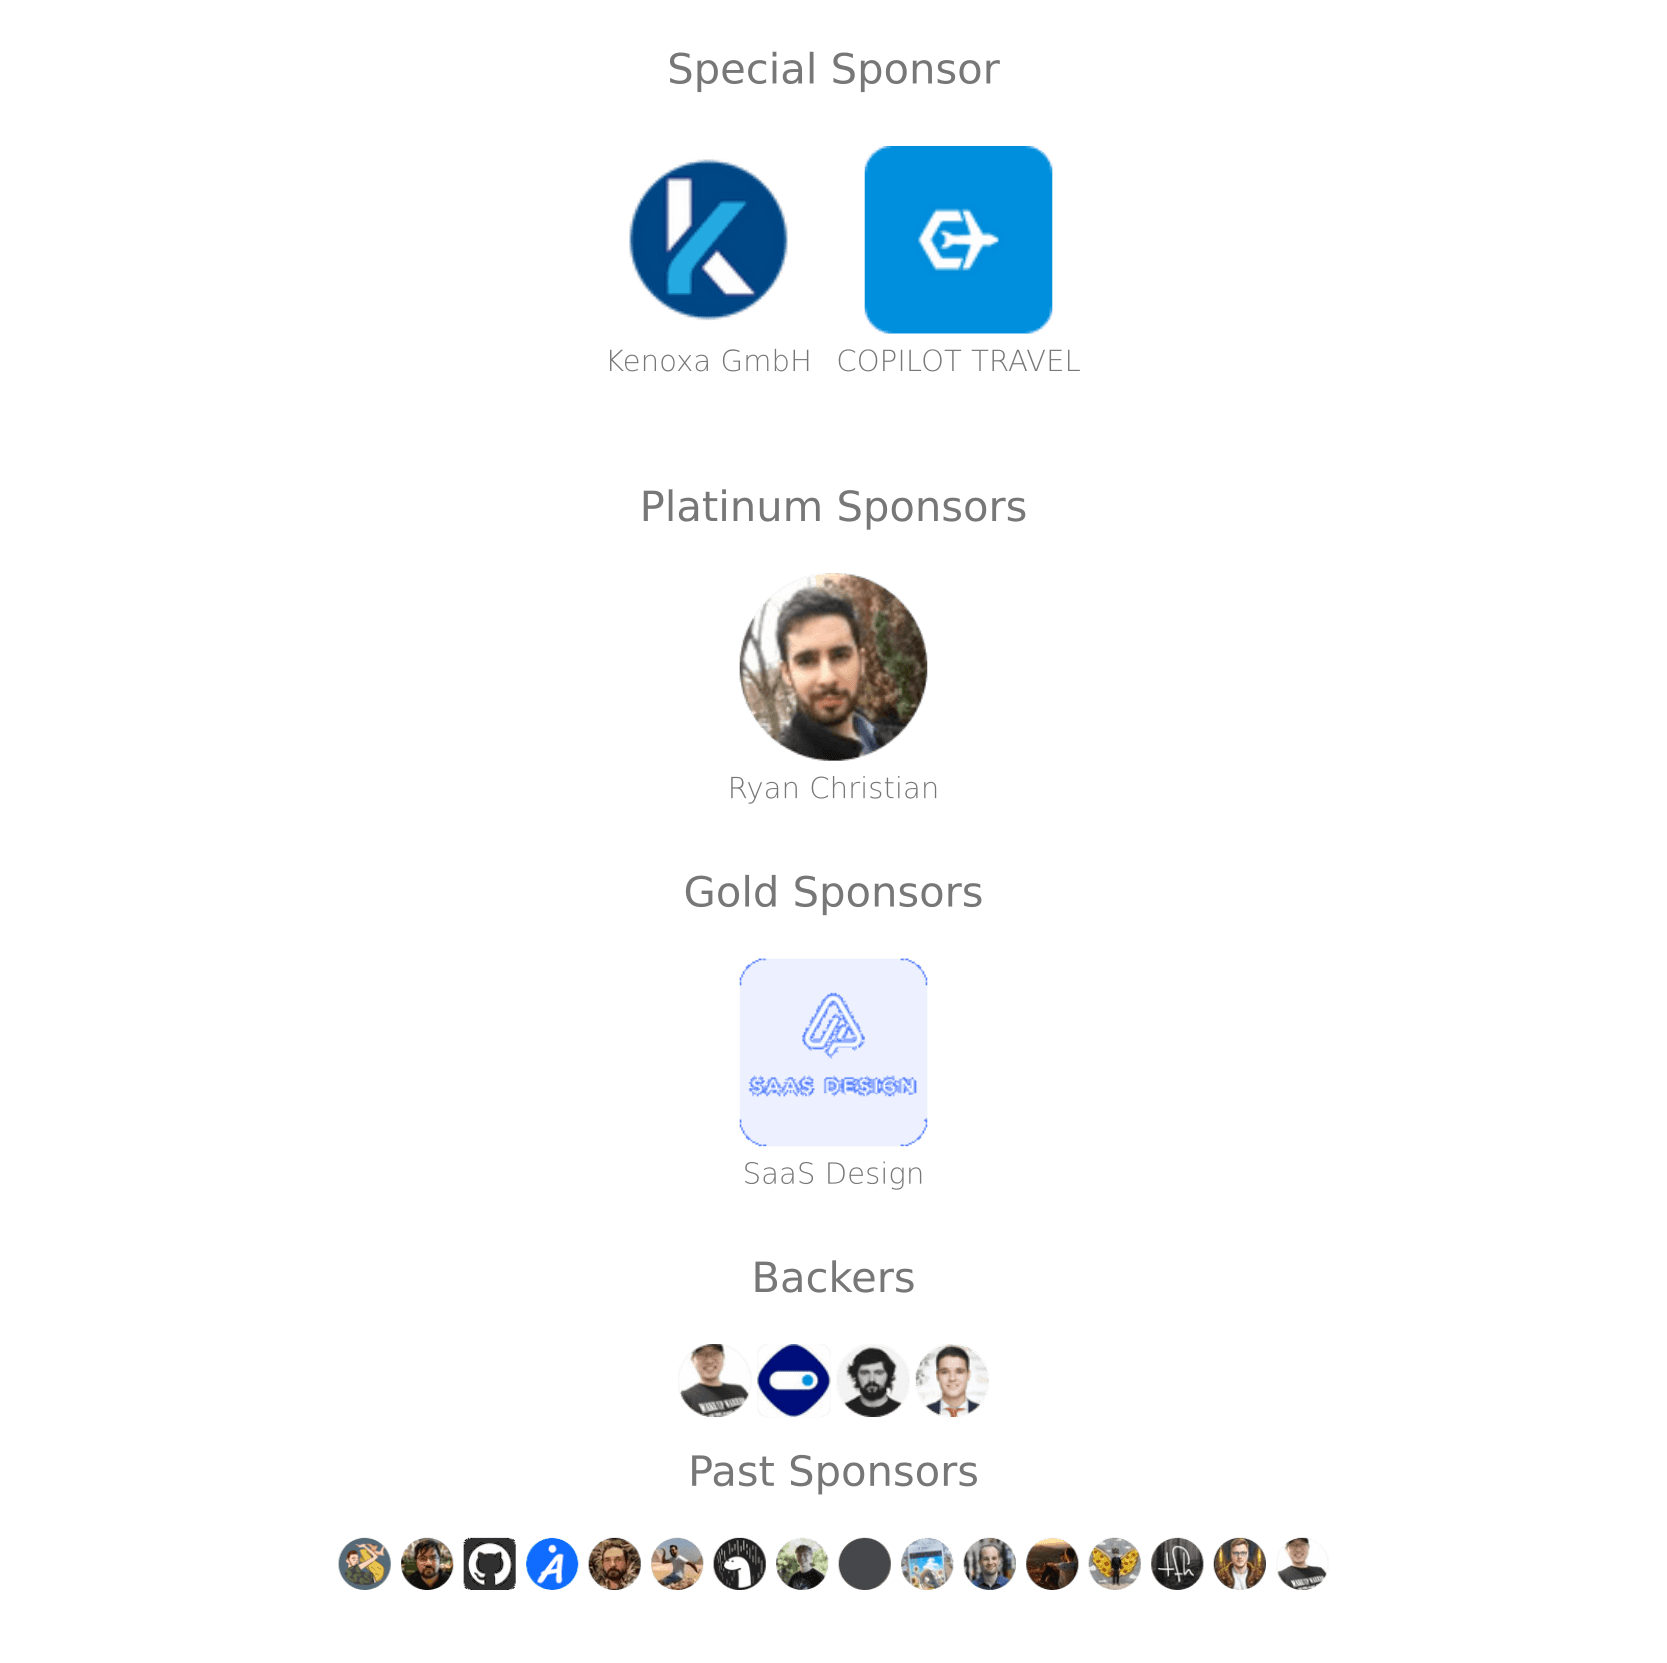 Special Sponsor
Kenoxa GmbH COPILOT TRAVEL
Platinum Sponsors
Ryan Christian
Gold Sponsors
SAAS DESIGN
SaaS Design
Backers
Past Sponsors
tfh